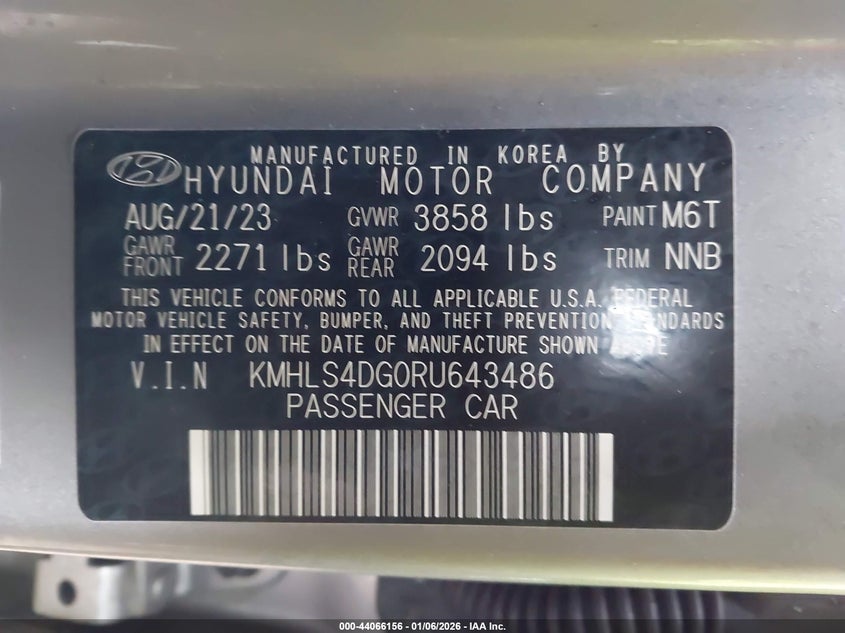 MANUFACTURED IN KOREA BY
HYUNDAI MOTOR COMPANY
AUG/21/23 GVWR 3858 lbs PAINT M6T
GAWR FRONT 2271 lbs GAWR REAR 2094 lbs TRIM NNB
THIS VEHICLE CONFORMS TO ALL APPLICABLE U.S.A. FEDERAL
MOTOR VEHICLE SAFETY, BUMPER, AND THEFT PREVENTION STANDARDS
IN EFFECT ON THE DATE OF MANUFACTURE SHOWN ABOVE
V.I.N KMHLS4DG0RU643486
PASSENGER CAR
000-44066156 - 01/06/2026 - IAA Inc.